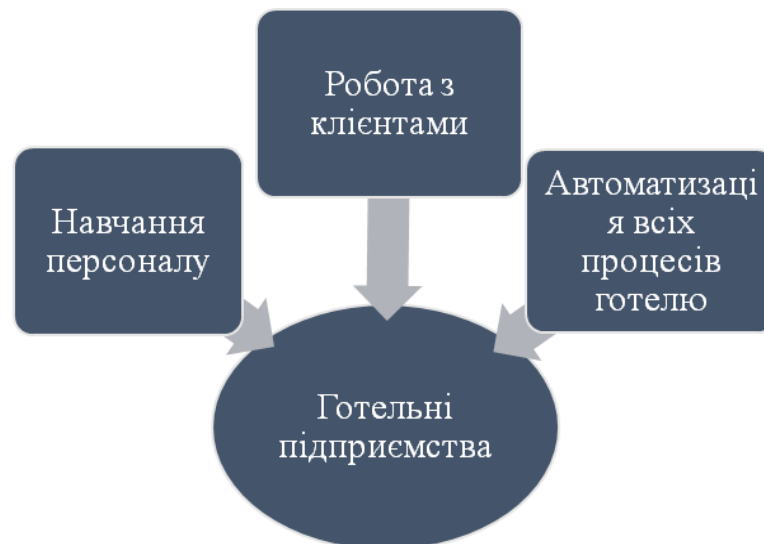 Робота з
клієнтами
Навчання
персоналу
Автоматизаці
я всіх
процесів
готелю
Готельні
підприємства